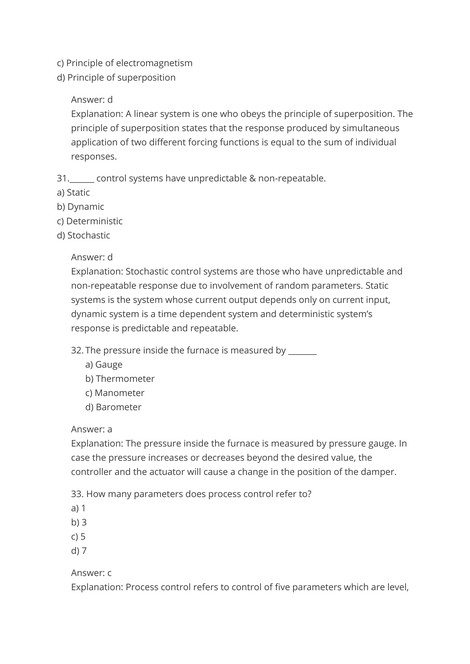 c) Principle of electromagnetism
d) Principle of superposition
Answer: d
Explanation: A linear system is one who obeys the principle of superposition. The
principle of superposition states that the response produced by simultaneous
application of two different forcing functions is equal to the sum of individual
responses.
31.______ control systems have unpredictable & non-repeatable.
a) Static
b) Dynamic
c) Deterministic
d) Stochastic
Answer: d
Explanation: Stochastic control systems are those who have unpredictable and
non-repeatable response due to involvement of random parameters. Static
systems is the system whose current output depends only on current input,
dynamic system is a time dependent system and deterministic system's
response is predictable and repeatable.
32. The pressure inside the furnace is measured by _______
a) Gauge
b) Thermometer
c) Manometer
d) Barometer
Answer: a
Explanation: The pressure inside the furnace is measured by pressure gauge. In
case the pressure increases or decreases beyond the desired value, the
controller and the actuator will cause a change in the position of the damper.
33. How many parameters does process control refer to?
a) 1
b) 3
c) 5
d) 7
Answer: c
Explanation: Process control refers to control of five parameters which are level,